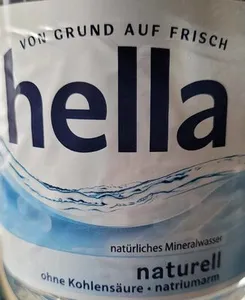 VON GRUND AUF FRISCH
hella
natürliches Mineralwasser
naturell
ohne Kohlensäure • natriumarm